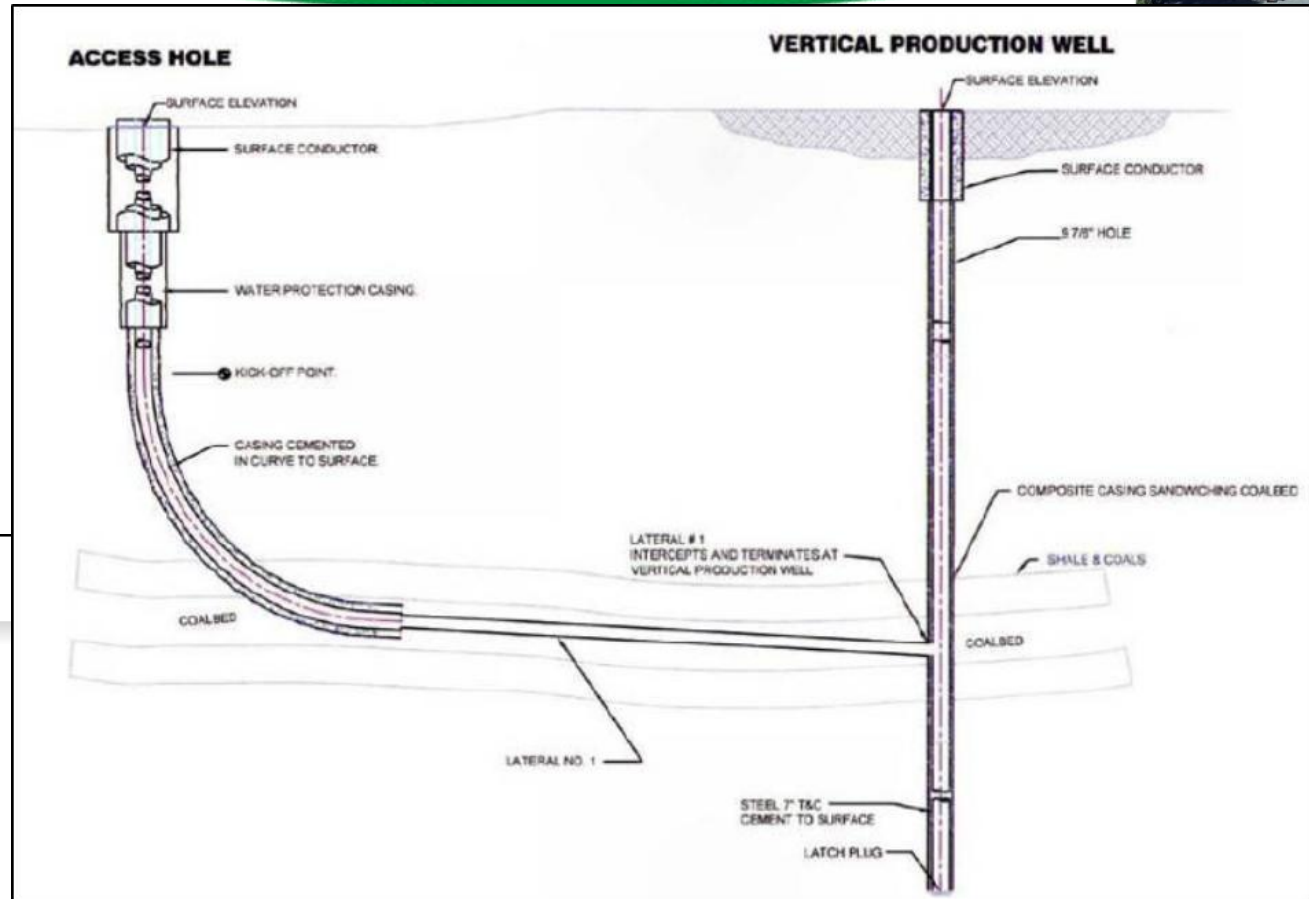 ACCESS HOLE
SURFACE ELEVATION
SURFACE CONDUCTOR.
WATER PROTECTION CASING.
KICK-OFF POINT.
CASING CEMENTED
IN CURVE TO SURFACE.
COALBED
LATERAL NO. 1
VERTICAL PRODUCTION WELL
SURFACE ELEVATION
SURFACE CONDUCTOR
9 7/8" HOLE
COMPOSITE CASING SANDWICHING COALBED
LATERAL # 1
INTERCEPTS AND TERMINATES AT
VERTICAL PRODUCTION WELL
SHALE & COALS
COALBED
STEEL 7" T&C
CEMENT TO SURFACE
LATCH PLUG